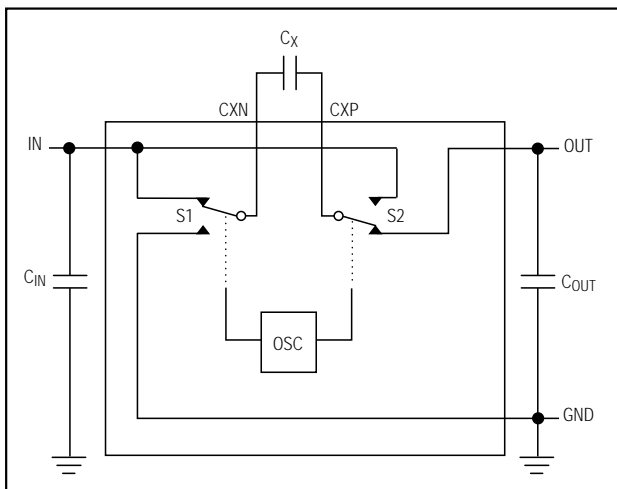 CX
CXN CXP
IN OUT
S1 S2
CIN COUT
OSC
GND